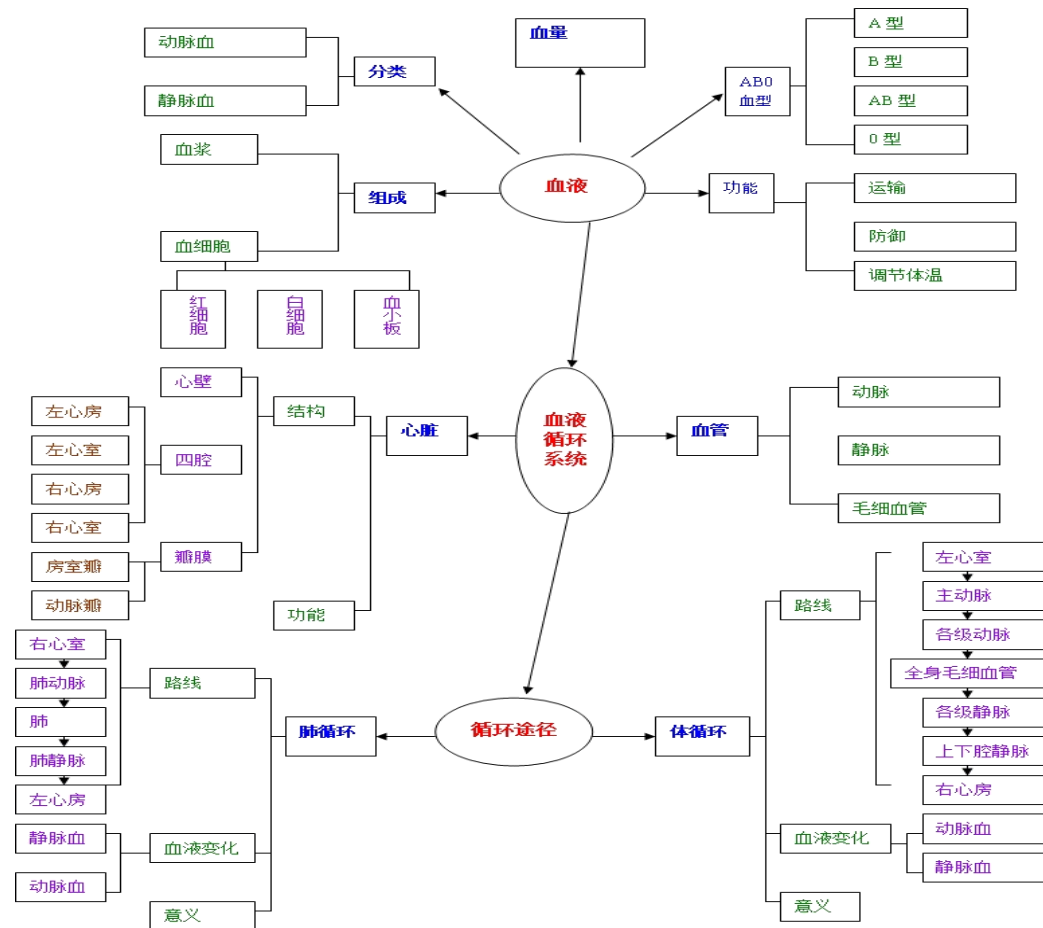 血量
动脉血
静脉血
分类
AB0
血型
A 型
B 型
AB 型
0 型
血浆
组成
血液
功能
运输
防御
调节体温
血细胞
红细胞
白细胞
血小板
心壁
左心房
左心室
右心房
右心室
四腔
结构
心脏
血液
循环
系统
血管
动脉
静脉
毛细血管
瓣膜
房室瓣
动脉瓣
功能
右心室
肺动脉
肺
肺静脉
左心房
路线
肺循环
循环途径
体循环
路线
左心室
主动脉
各级动脉
全身毛细血管
各级静脉
上下腔静脉
右心房
静脉血
动脉血
血液变化
意义
血液变化
动脉血
静脉血
意义